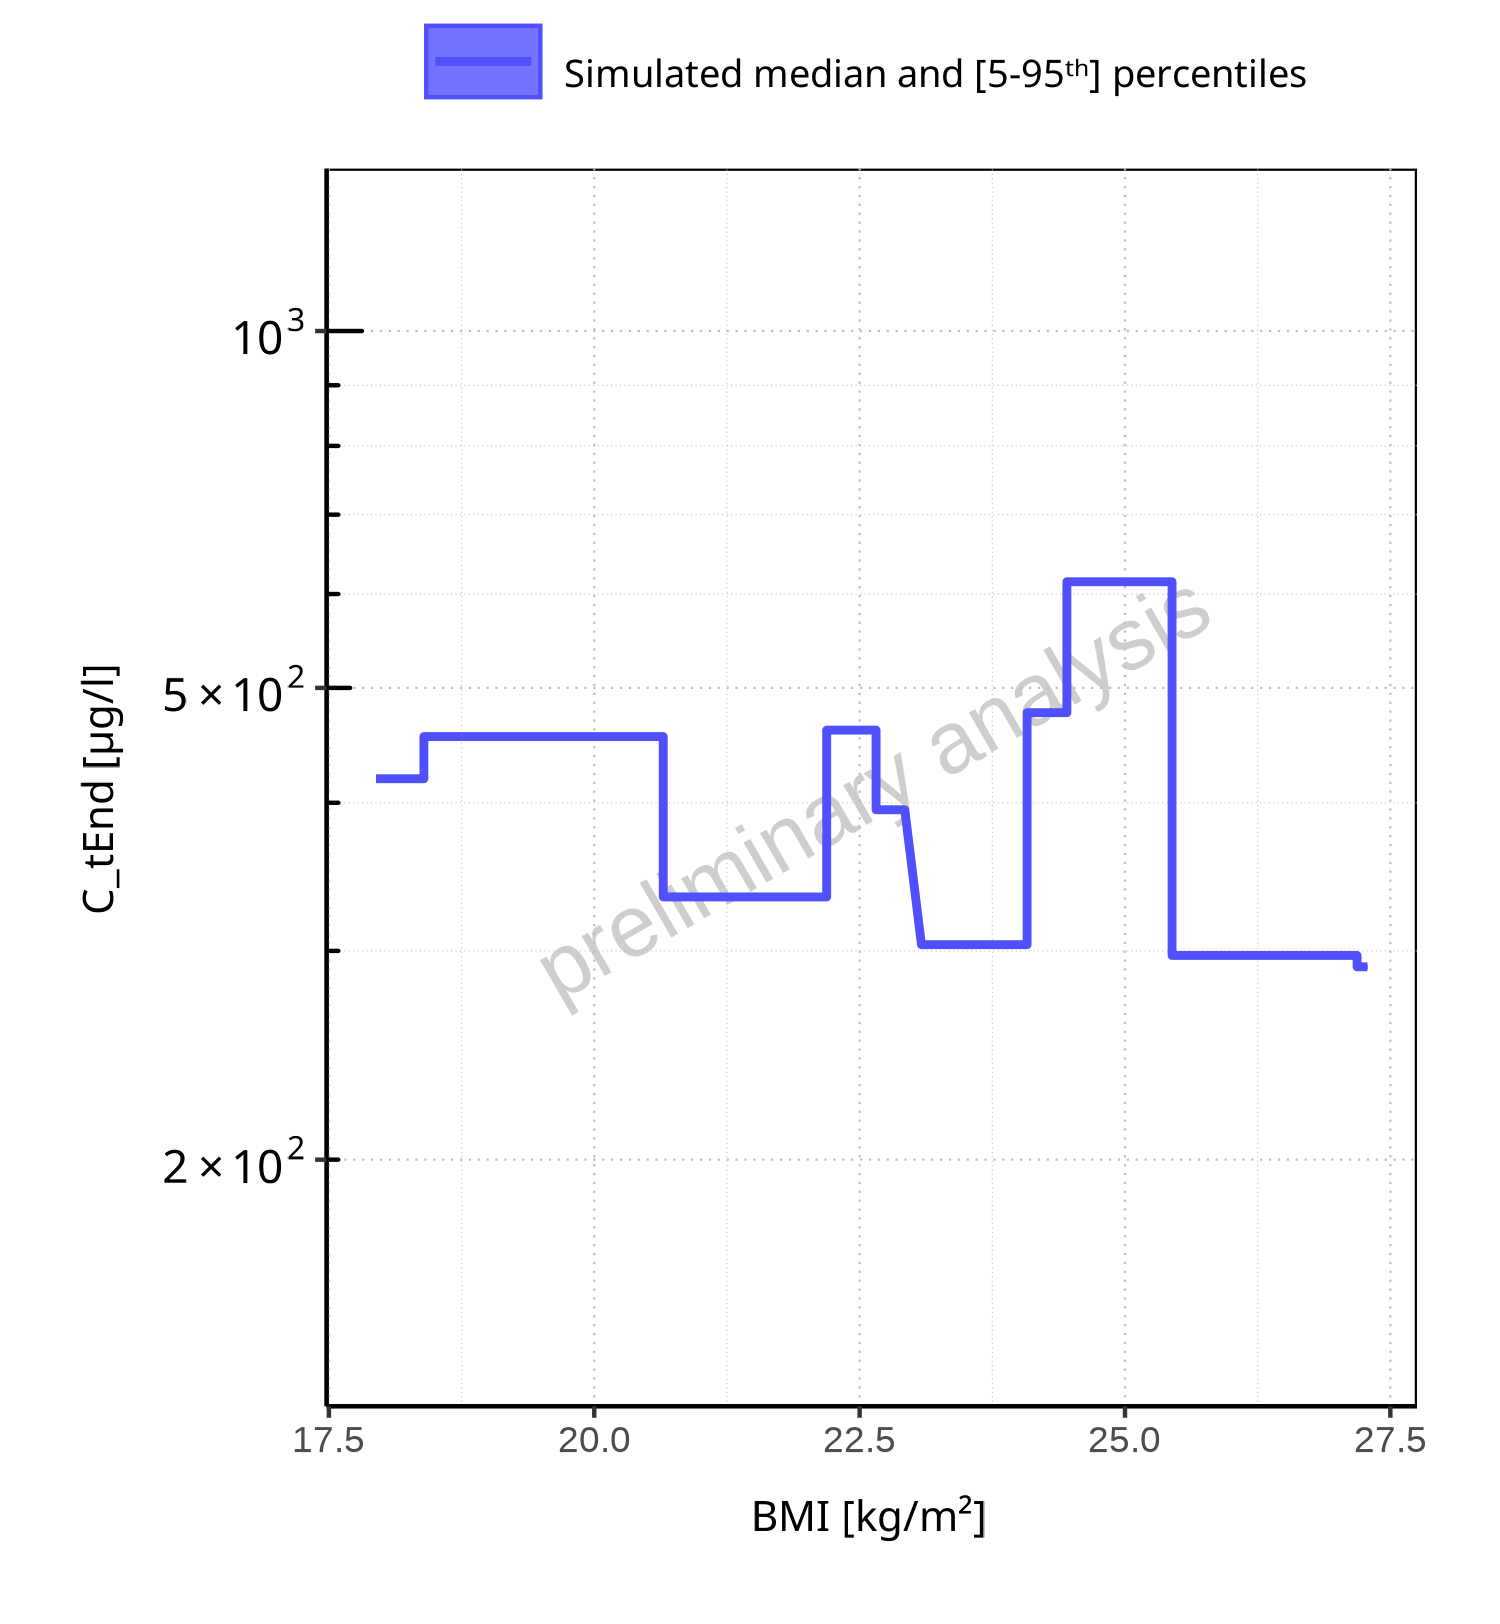 Simulated median and [5-95ᵗʰ] percentiles
10³
5 × 10²
2 × 10²
C_tEnd [µg/l]
preliminary analysis
17.5 20.0 22.5 25.0 27.5
BMI [kg/m²]